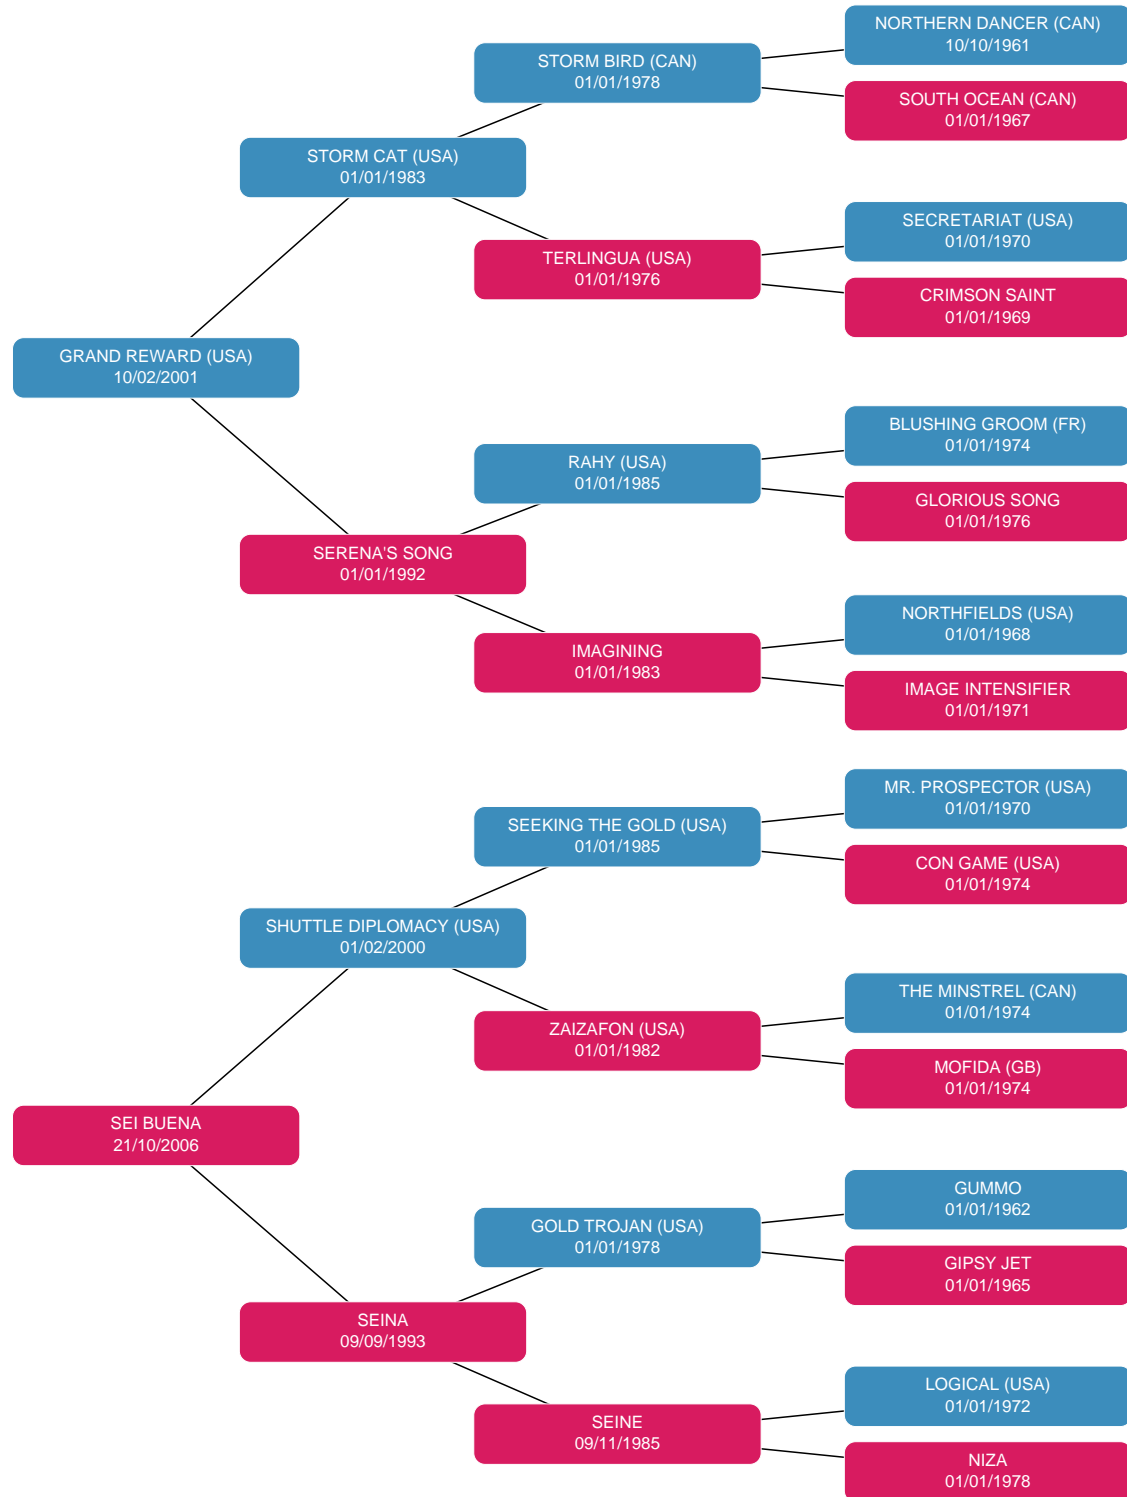 NORTHERN DANCER (CAN)
10/10/1961
STORM BIRD (CAN)
01/01/1978
SOUTH OCEAN (CAN)
01/01/1967
STORM CAT (USA)
01/01/1983
SECRETARIAT (USA)
01/01/1970
TERLINGUA (USA)
01/01/1976
CRIMSON SAINT
01/01/1969
GRAND REWARD (USA)
10/02/2001
BLUSHING GROOM (FR)
01/01/1974
RAHY (USA)
01/01/1985
GLORIOUS SONG
01/01/1976
SERENA'S SONG
01/01/1992
NORTHFIELDS (USA)
01/01/1968
IMAGINING
01/01/1983
IMAGE INTENSIFIER
01/01/1971
MR. PROSPECTOR (USA)
01/01/1970
SEEKING THE GOLD (USA)
01/01/1985
CON GAME (USA)
01/01/1974
SHUTTLE DIPLOMACY (USA)
01/02/2000
THE MINSTREL (CAN)
01/01/1974
ZAIZAFON (USA)
01/01/1982
MOFIDA (GB)
01/01/1974
SEI BUENA
21/10/2006
GUMMO
01/01/1962
GOLD TROJAN (USA)
01/01/1978
GIPSY JET
01/01/1965
SEINA
09/09/1993
LOGICAL (USA)
01/01/1972
SEINE
09/11/1985
NIZA
01/01/1978